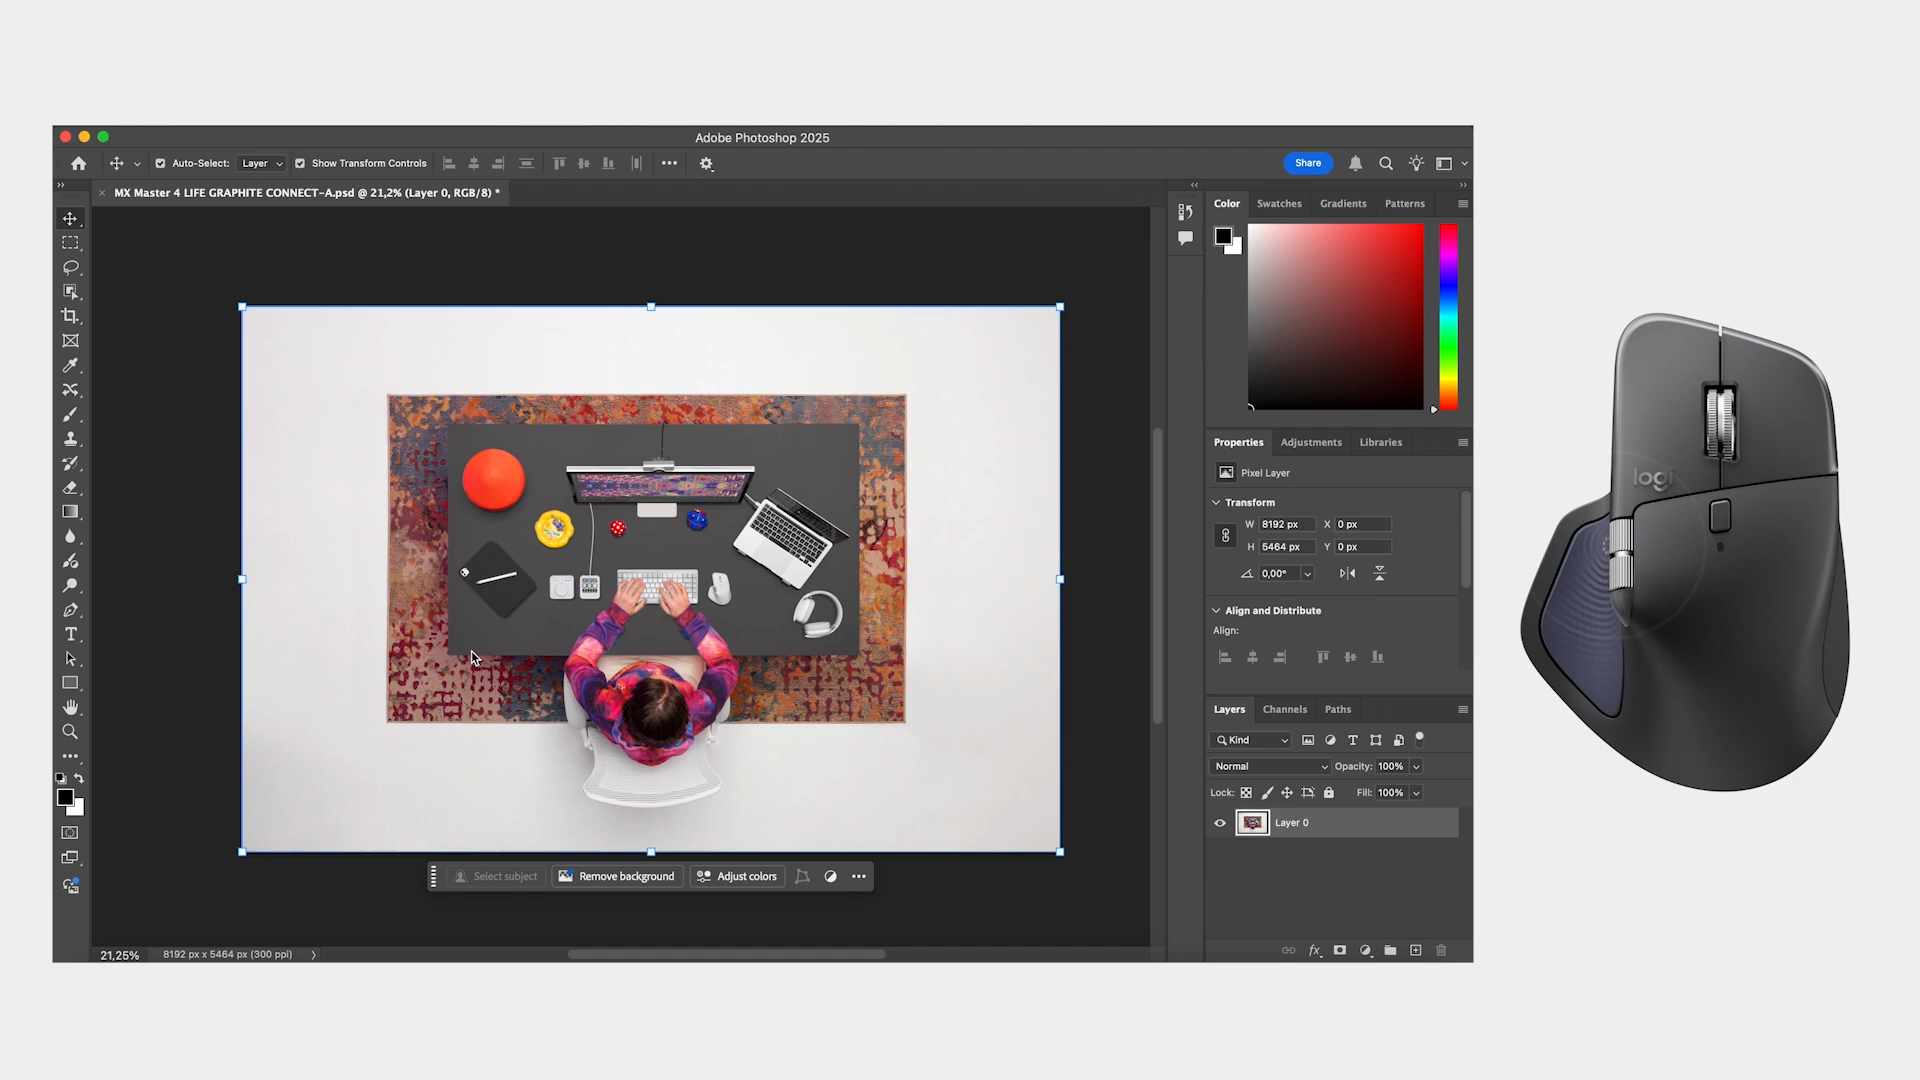 Adobe Photoshop 2025
Auto-Select: Layer Show Transform Controls Share
MX Master 4 LIFE GRAPHITE CONNECT-A.psd @ 21,2% (Layer 0, RGB/8) *
Color Swatches Gradients Patterns
Properties Adjustments Libraries
Pixel Layer
Transform
W 8192 px X 0 px
H 5464 px Y 0 px
0,00°
Align and Distribute
Align:
Layers Channels Paths
Kind
Normal Opacity: 100%
Lock: Fill: 100%
Layer 0
Select subject Remove background Adjust colors
21,25% 8192 px x 5464 px (300 ppi)
logi